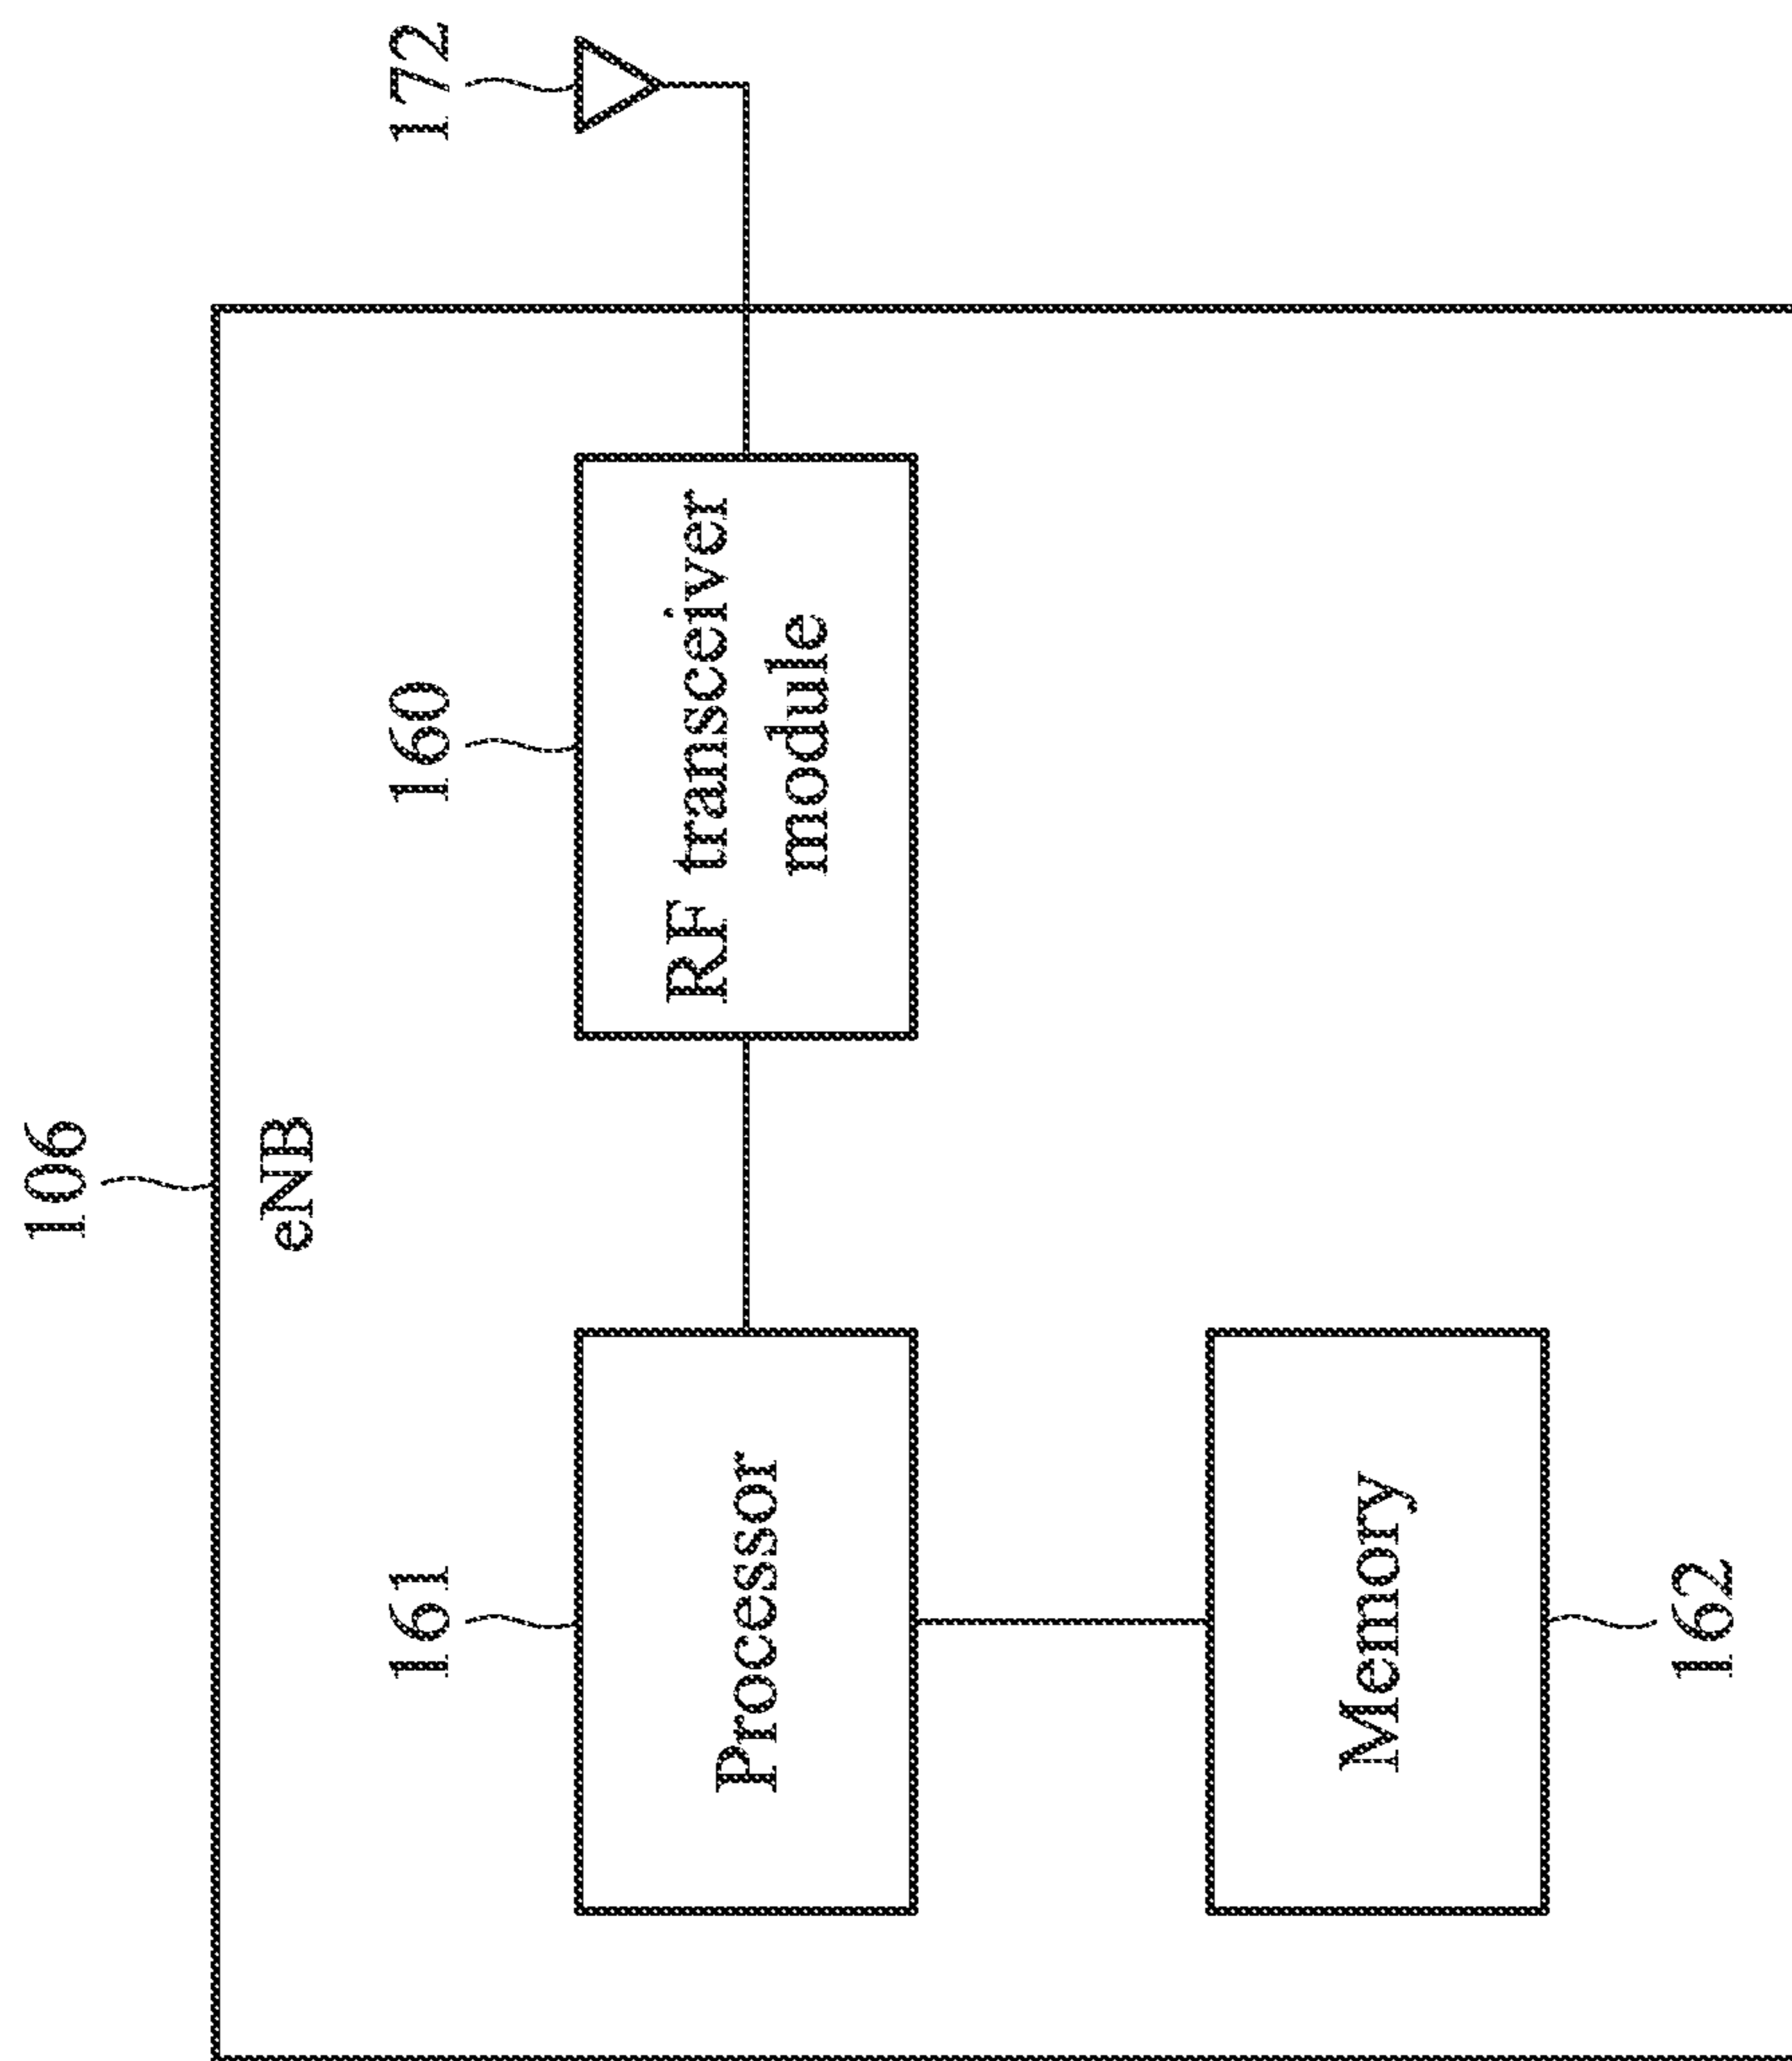 106
eNB
161
160
172
Processor
RF transceiver
module
Memory
162